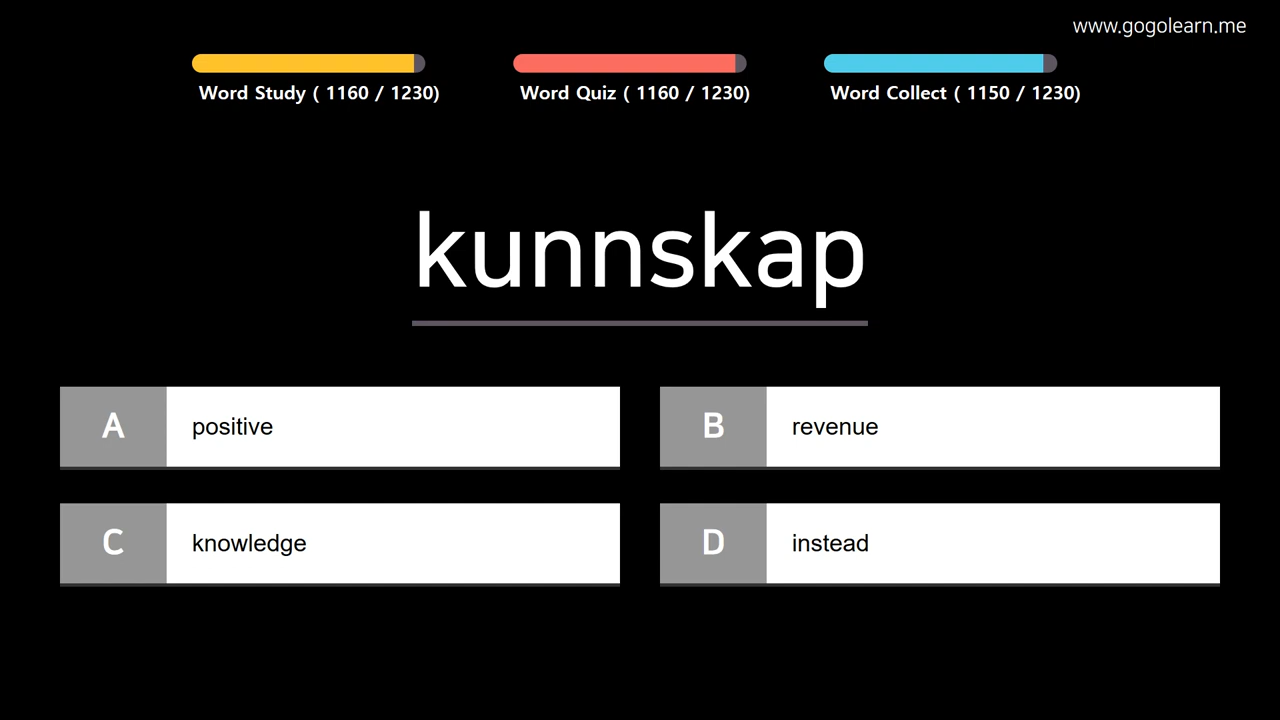 www.gogolearn.me
Word Study ( 1160 / 1230)
Word Quiz ( 1160 / 1230)
Word Collect ( 1150 / 1230)
kunnskap
A positive
B revenue
C knowledge
D instead